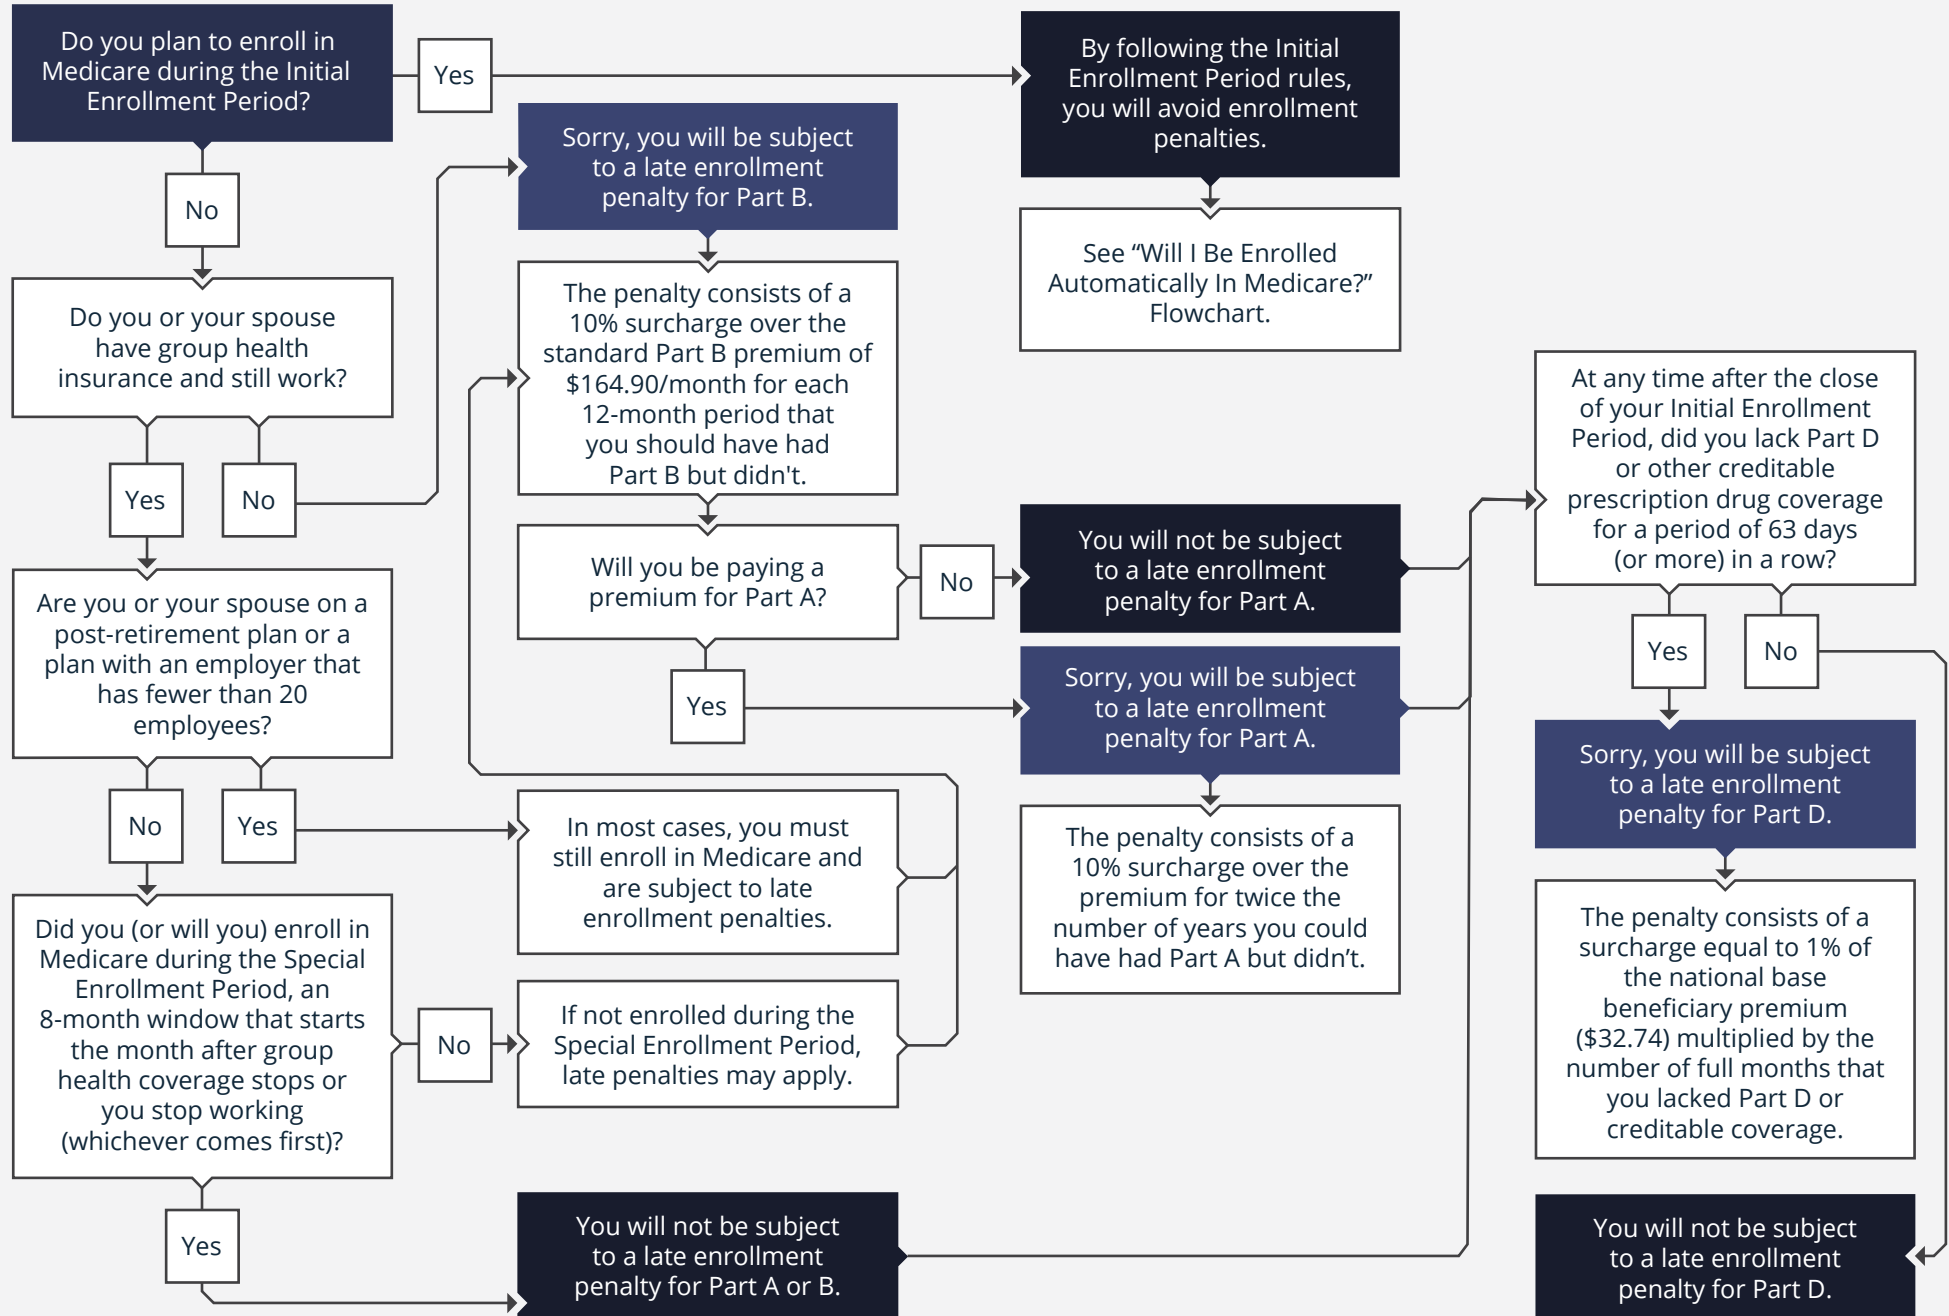 Do you plan to enroll in
Medicare during the Initial
Enrollment Period?
Yes
By following the Initial
Enrollment Period rules,
you will avoid enrollment
penalties.
See “Will I Be Enrolled
Automatically In Medicare?”
Flowchart.
No
Do you or your spouse
have group health
insurance and still work?
Yes
No
Sorry, you will be subject
to a late enrollment
penalty for Part B.
The penalty consists of a
10% surcharge over the
standard Part B premium of
$164.90/month for each
12-month period that
you should have had
Part B but didn't.
Will you be paying a
premium for Part A?
No
You will not be subject
to a late enrollment
penalty for Part A.
Yes
Sorry, you will be subject
to a late enrollment
penalty for Part A.
The penalty consists of a
10% surcharge over the
premium for twice the
number of years you could
have had Part A but didn’t.
Are you or your spouse on a
post-retirement plan or a
plan with an employer that
has fewer than 20
employees?
No
Yes
In most cases, you must
still enroll in Medicare and
are subject to late
enrollment penalties.
Did you (or will you) enroll in
Medicare during the Special
Enrollment Period, an
8-month window that starts
the month after group
health coverage stops or
you stop working
(whichever comes first)?
No
If not enrolled during the
Special Enrollment Period,
late penalties may apply.
Yes
You will not be subject
to a late enrollment
penalty for Part A or B.
At any time after the close
of your Initial Enrollment
Period, did you lack Part D
or other creditable
prescription drug coverage
for a period of 63 days
(or more) in a row?
Yes
No
Sorry, you will be subject
to a late enrollment
penalty for Part D.
The penalty consists of a
surcharge equal to 1% of
the national base
beneficiary premium
($32.74) multiplied by the
number of full months that
you lacked Part D or
creditable coverage.
You will not be subject
to a late enrollment
penalty for Part D.